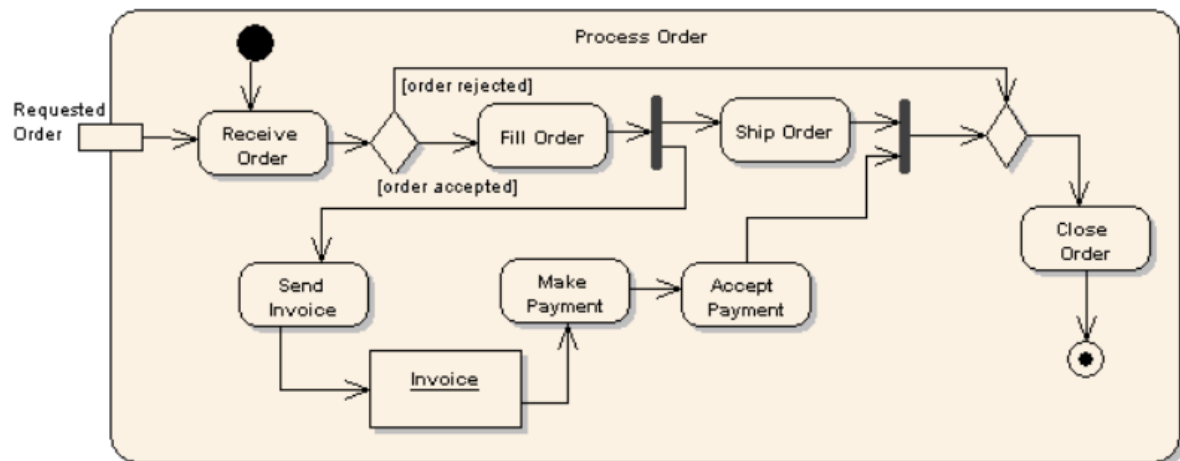 Process Order
Requested
Order
Receive
Order
[order rejected]
[order accepted]
Fill Order
Ship Order
Close
Order
Send
Invoice
Make
Payment
Accept
Payment
Invoice